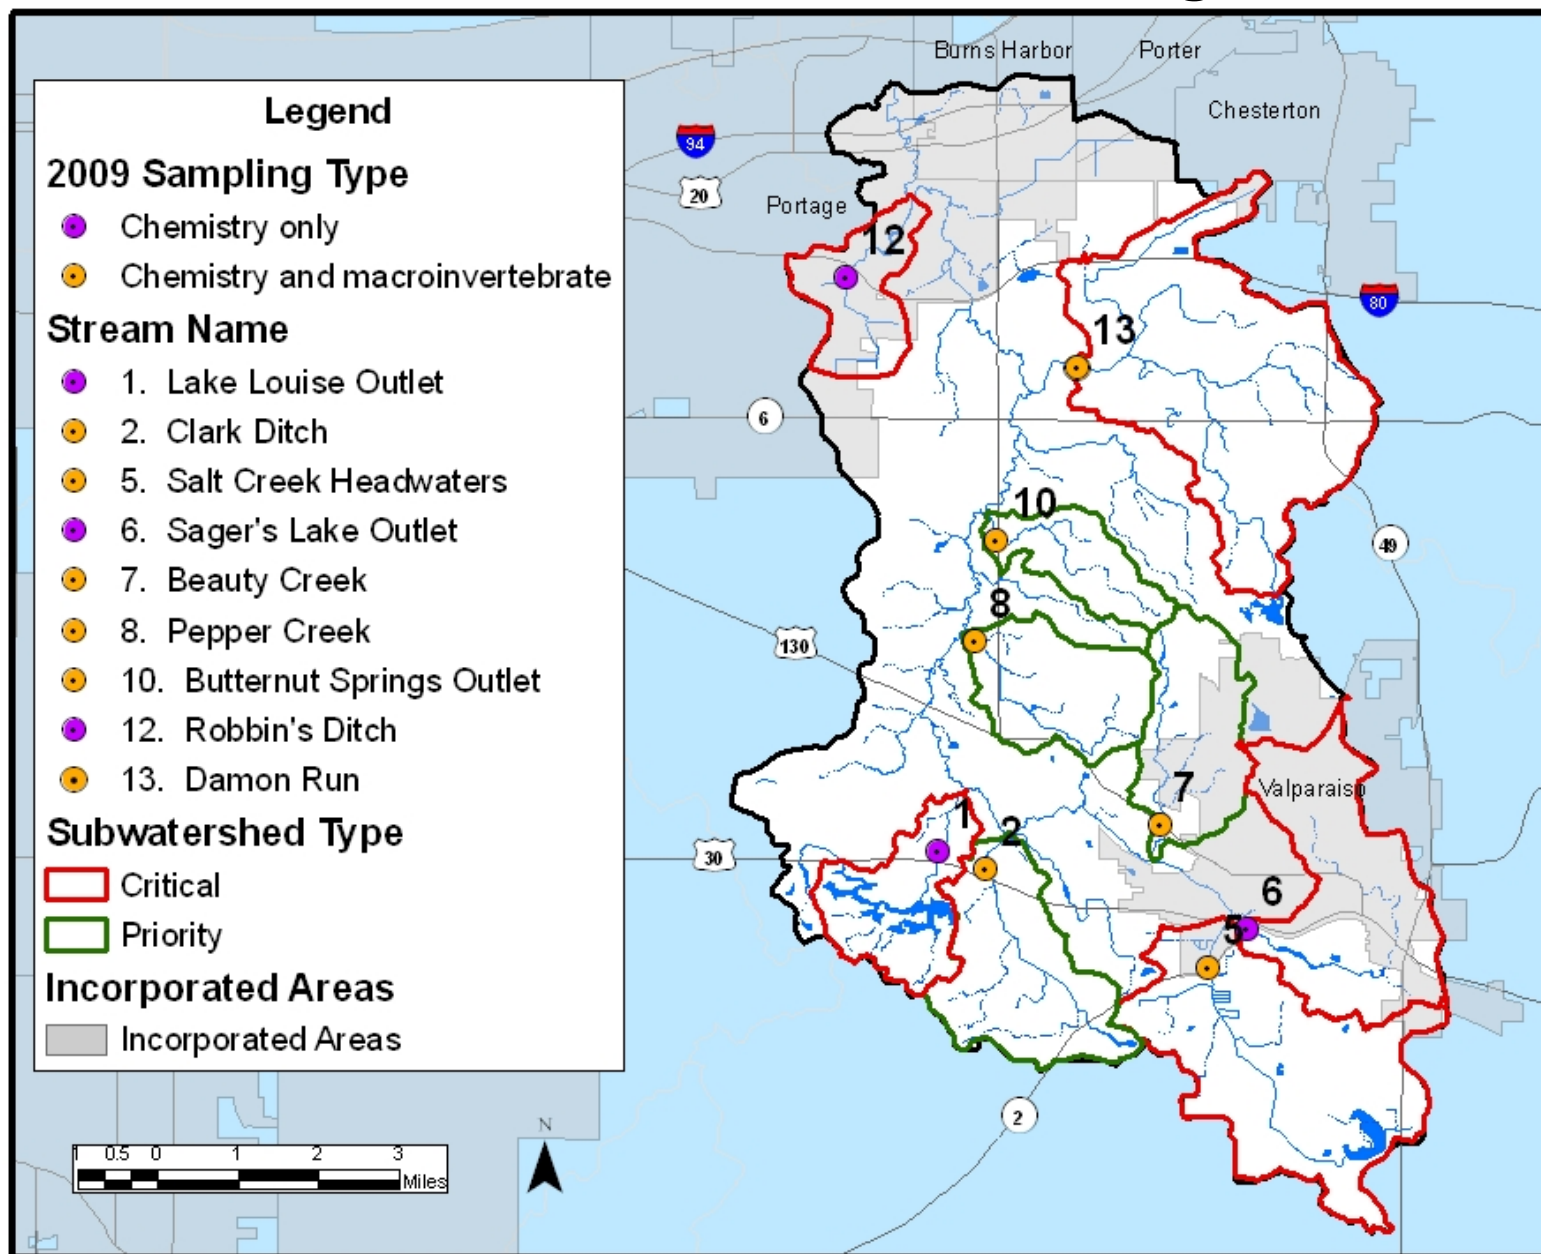 Burns Harbor
Porter
Chesterton
Legend
2009 Sampling Type
Chemistry only
Chemistry and macroinvertebrate
Stream Name
1. Lake Louise Outlet
2. Clark Ditch
5. Salt Creek Headwaters
6. Sager's Lake Outlet
7. Beauty Creek
8. Pepper Creek
10. Butternut Springs Outlet
12. Robbin's Ditch
13. Damon Run
Subwatershed Type
Critical
Priority
Incorporated Areas
Incorporated Areas
94
20
Portage
12
80
13
6
10
49
8
130
7
Valparaiso
1
2
30
6
5
2
N
1 0.5 0 1 2 3
Miles